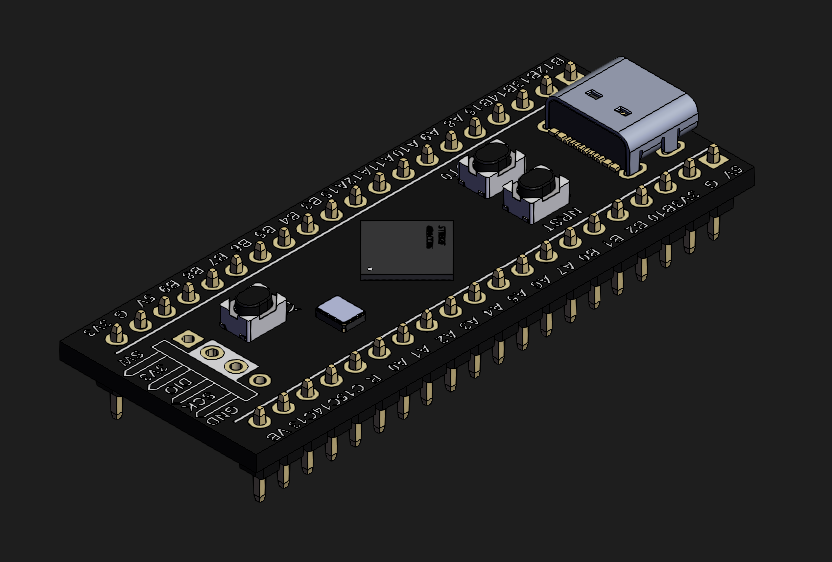 B12 B13 B14 B15 A8 A9 A10 A11 A12 A15 B3 B4 B5 B6 B7 B8 B9 5V G 3V3
NRST
3V3
DIO
SCK
GND
5V G 3V3 B10 B2 B1 B0 A7 A6 A5 A4 A3 A2 A1 A0 R C15 C14 C13 VB